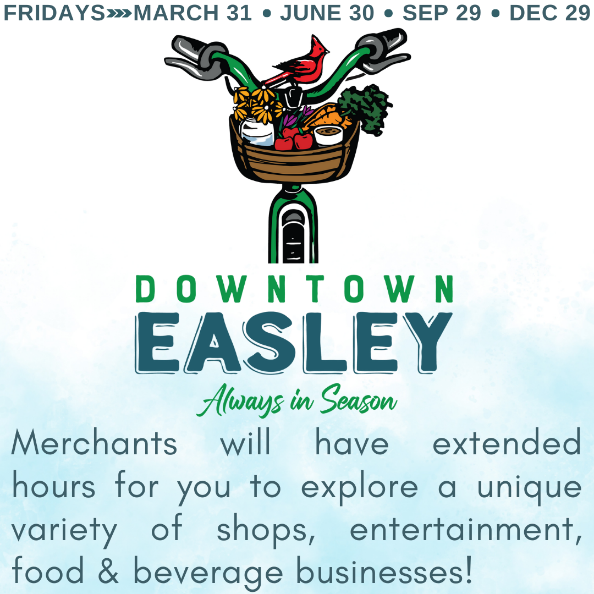 FRIDAYS›››››MARCH 31 • JUNE 30 • SEP 29 • DEC 29
DOWNTOWN
EASLEY
Always in Season
Merchants will have extended
hours for you to explore a unique
variety of shops, entertainment,
food & beverage businesses!